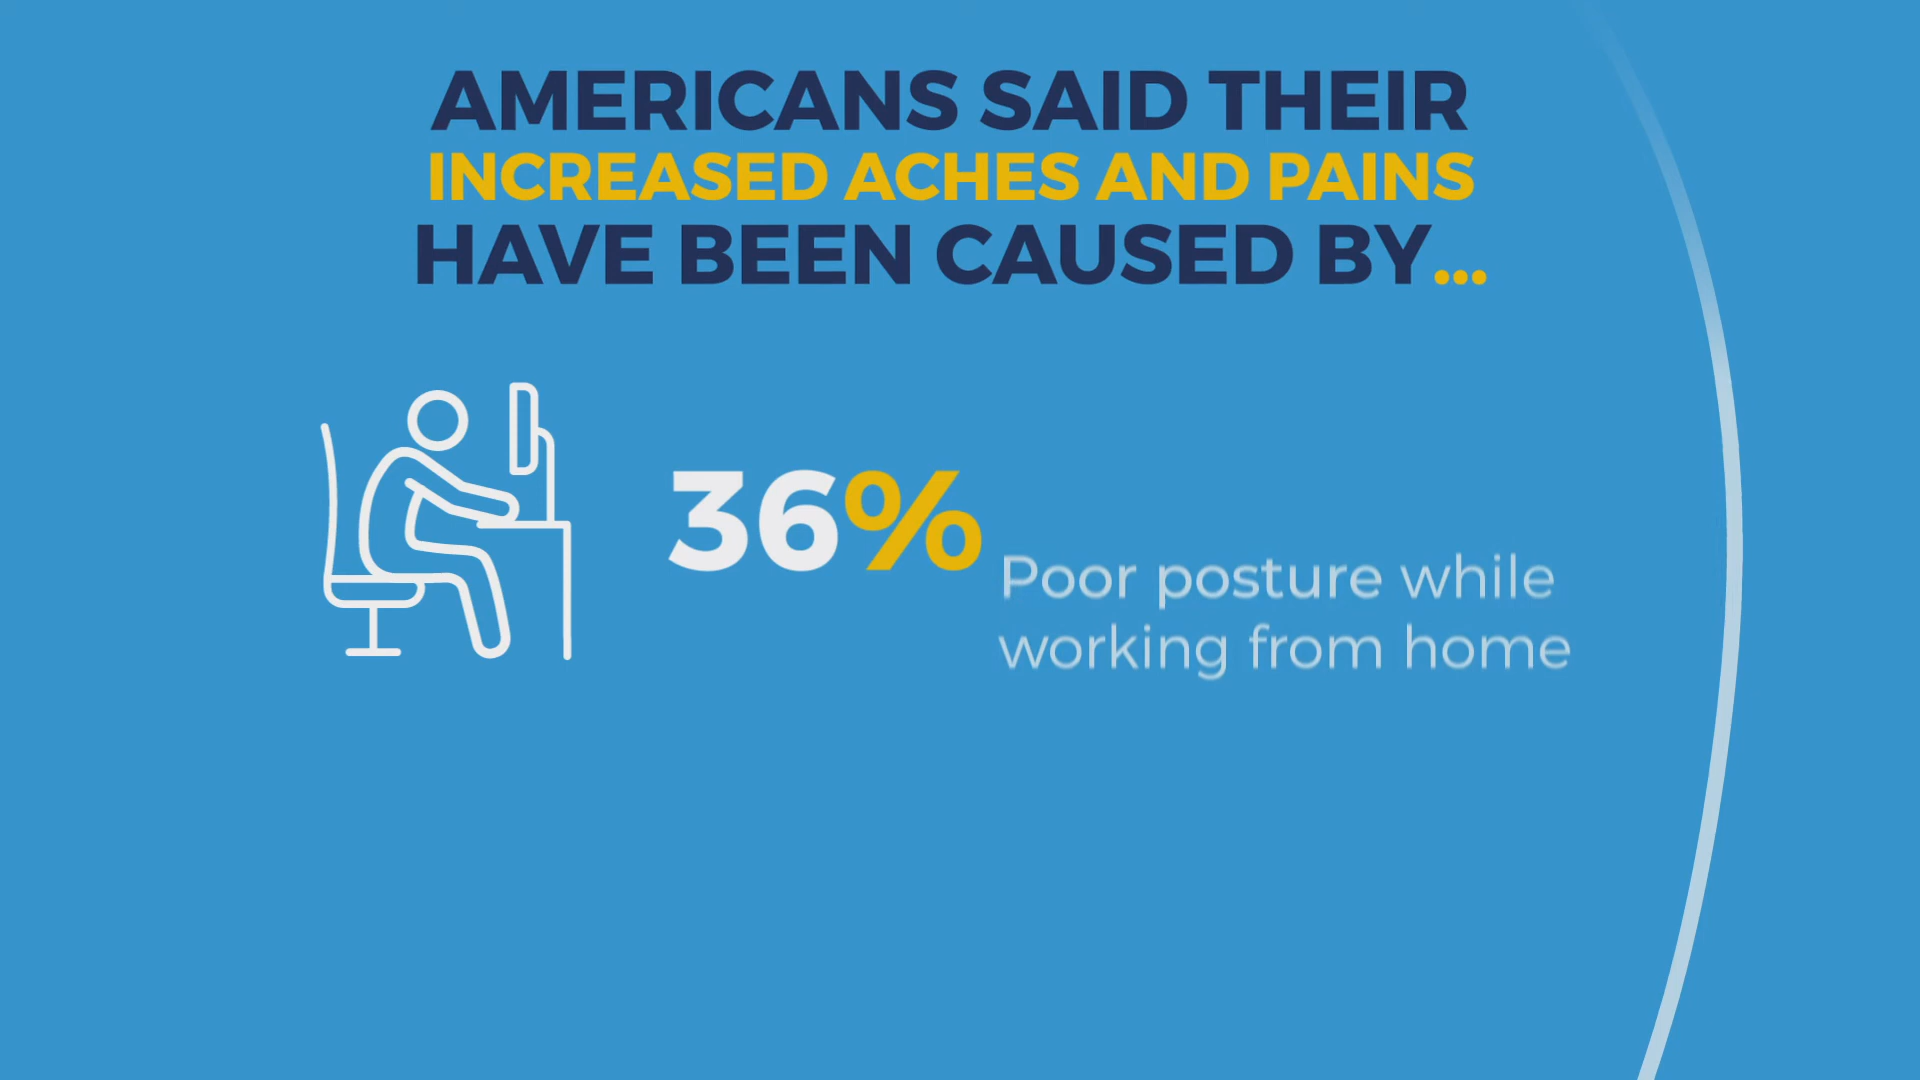 AMERICANS SAID THEIR
INCREASED ACHES AND PAINS
HAVE BEEN CAUSED BY...
36%
Poor posture while
working from home